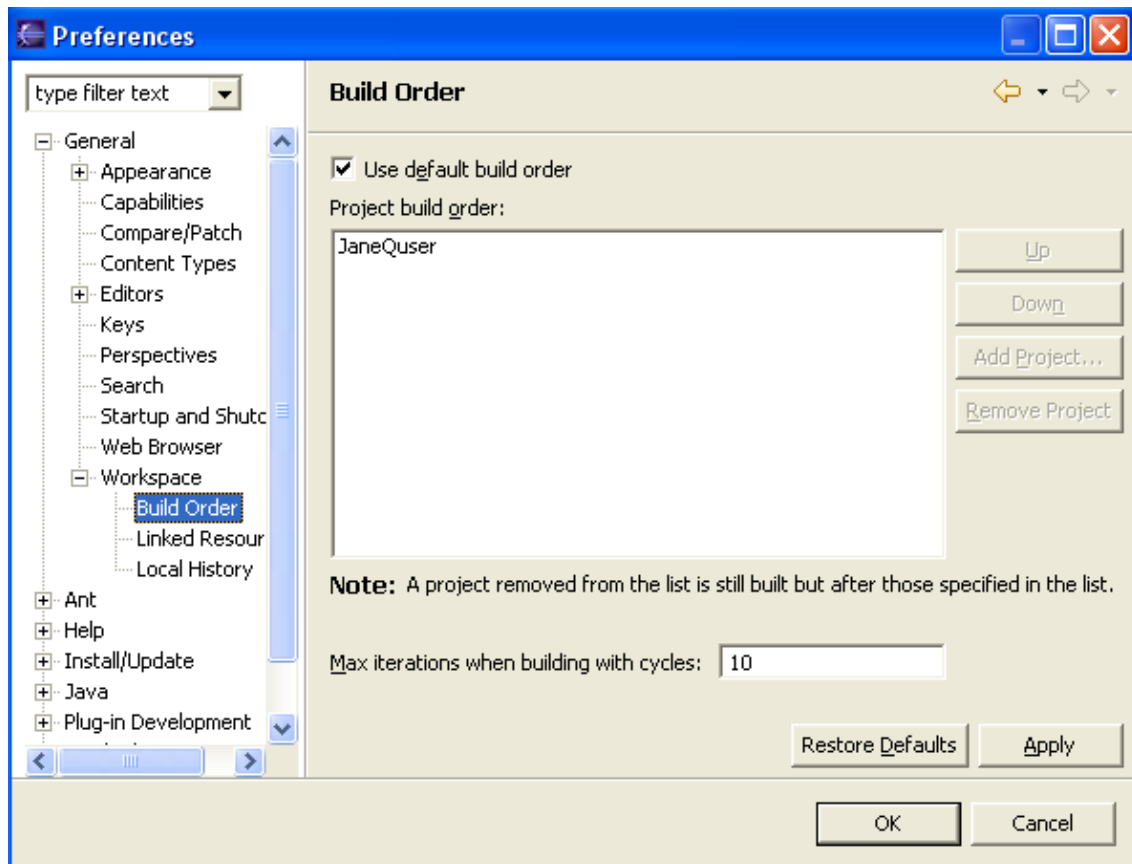 Preferences
type filter text
General
Appearance
Capabilities
Compare/Patch
Content Types
Editors
Keys
Perspectives
Search
Startup and Shutc
Web Browser
Workspace
Build Order
Linked Resour
Local History
Ant
Help
Install/Update
Java
Plug-in Development
Build Order
Use default build order
Project build order:
JaneQuser
Up
Down
Add Project...
Remove Project
Note: A project removed from the list is still built but after those specified in the list.
Max iterations when building with cycles: 10
Restore Defaults Apply
OK Cancel